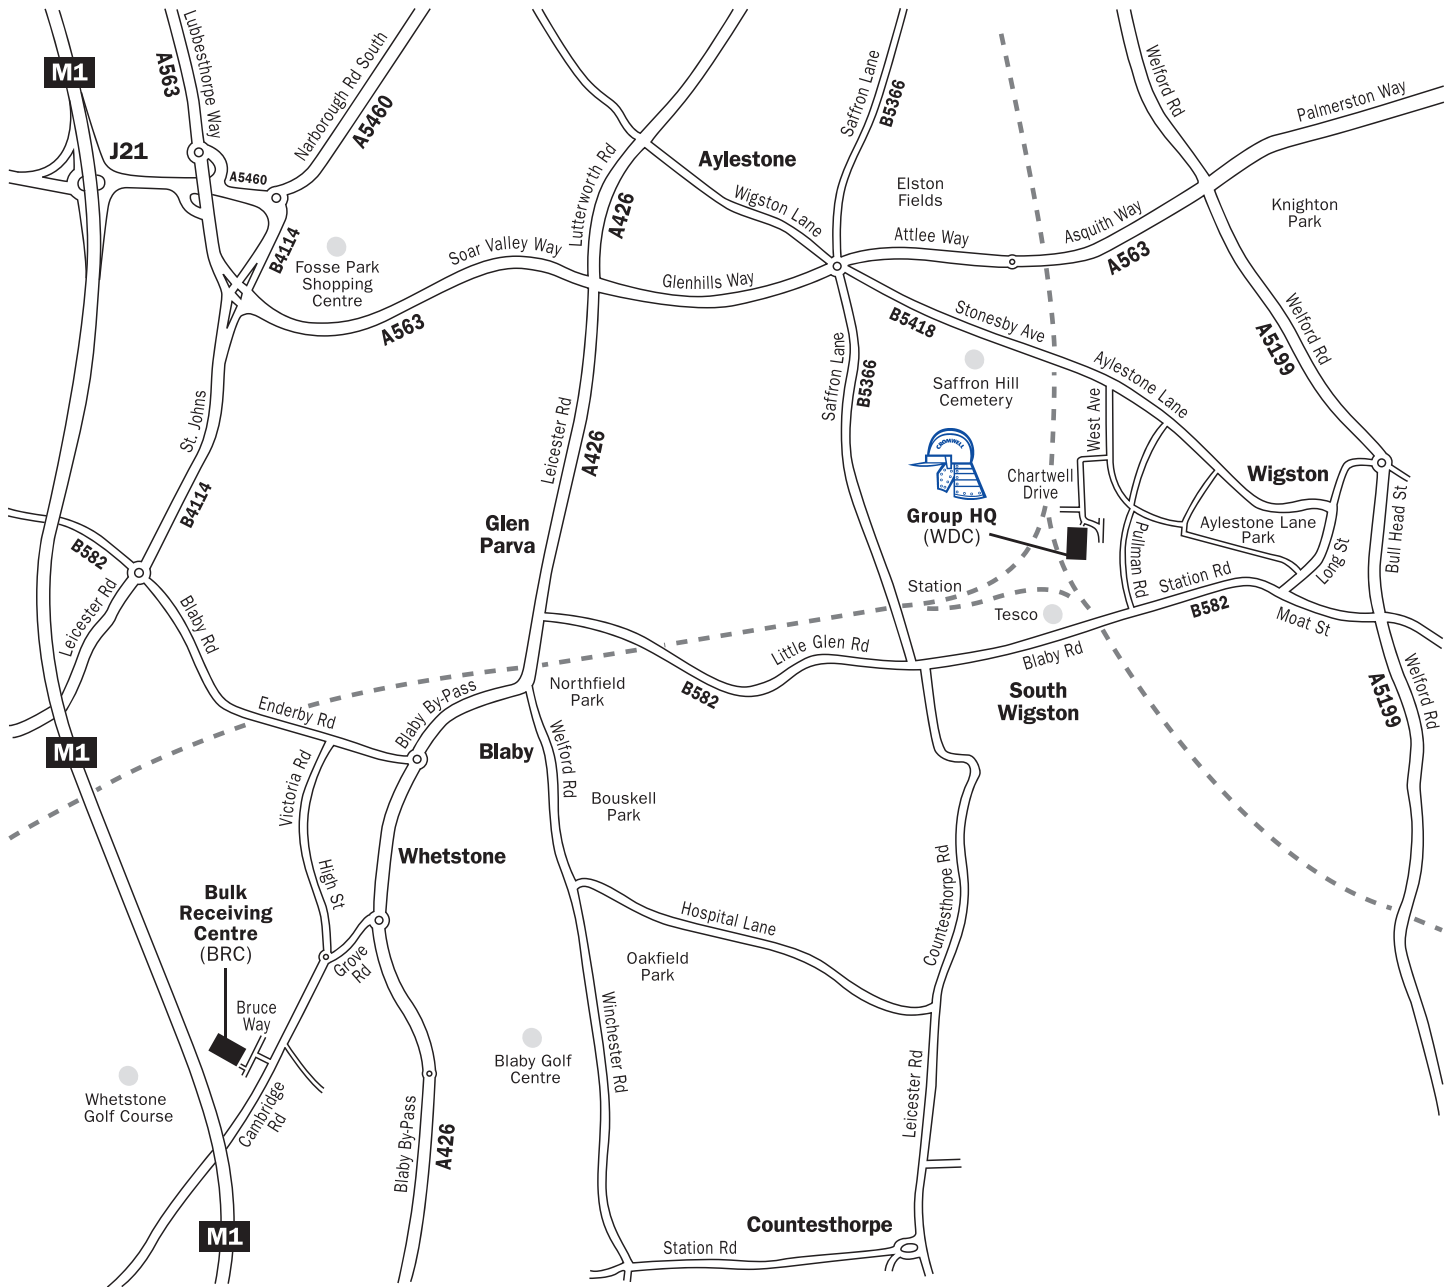 M1
A563
Lubbesthorpe Way
Narborough Rd South
A5460
J21
A5460
B4114
Fosse Park
Shopping
Centre
Soar Valley Way
A563
Lutterworth Rd
A426
Aylestone
Wigston Lane
Saffron Lane
B5366
Elston
Fields
Attlee Way
Asquith Way
A563
Welford Rd
Palmerston Way
Knighton
Park
Glenhills Way
B5418
Stonesby Ave
Welford Rd
A5199
Saffron Lane
B5366
Saffron Hill
Cemetery
Aylestone Lane
West Ave
St. Johns
B4114
Leicester Rd
A426
CROMWELL
Chartwell
Drive
Wigston
Group HQ
(WDC)
Glen
Parva
Aylestone Lane
Park
Pullman Rd
Long St
Bull Head St
B582
Leicester Rd
Blaby Rd
Station
Tesco
Station Rd
B582
Moat St
Little Glen Rd
Blaby Rd
B582
Northfield
Park
South
Wigston
Welford Rd
A5199
Enderby Rd
Blaby By-Pass
M1
Blaby
Welford Rd
Victoria Rd
Bouskell
Park
Whetstone
High St
Bulk
Receiving
Centre
(BRC)
Hospital Lane
Countesthorpe Rd
Grove
Rd
Oakfield
Park
Bruce
Way
Winchester Rd
Blaby Golf
Centre
Whetstone
Golf Course
Cambridge
Rd
Leicester Rd
Blaby By-Pass
A426
M1
Countesthorpe
Station Rd